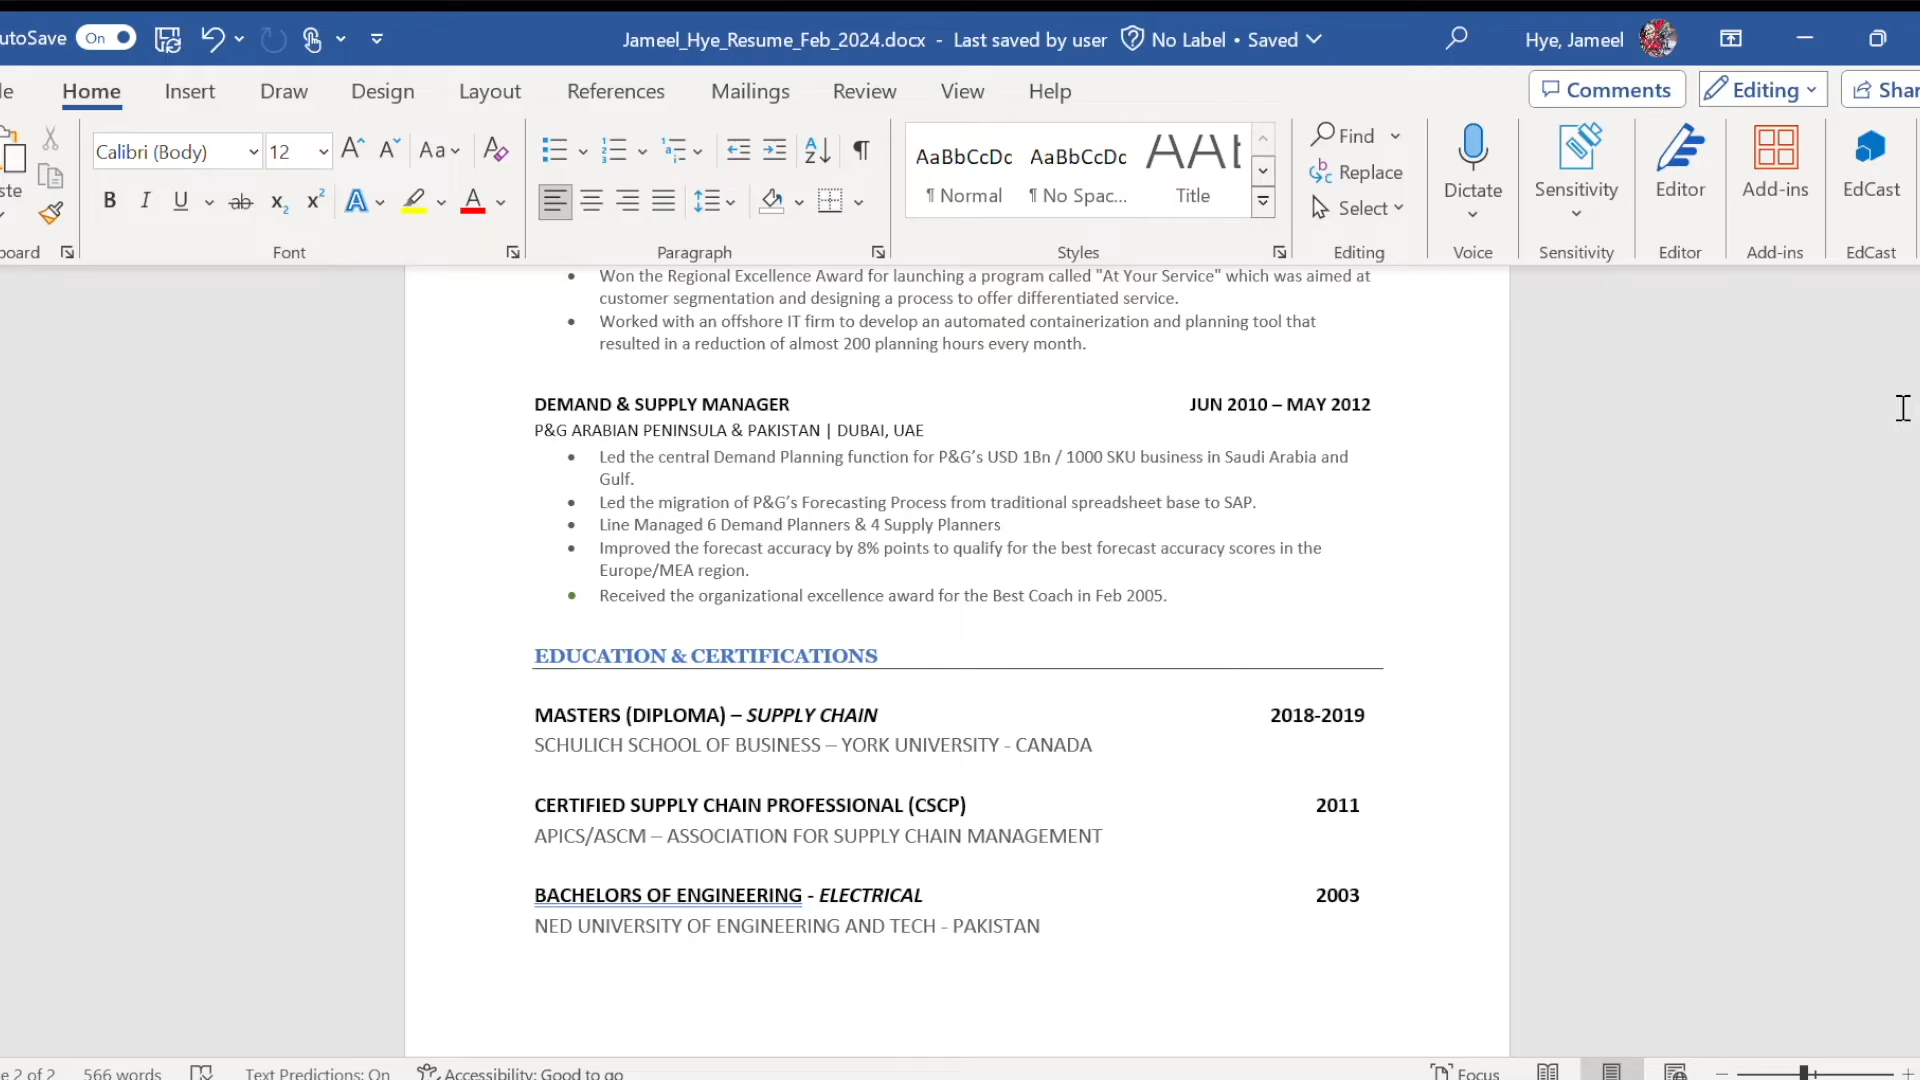 utoSave On Jameel_Hye_Resume_Feb_2024.docx - Last saved by user No Label • Saved Hye, Jameel
le Home Insert Draw Design Layout References Mailings Review View Help Comments Editing Shar
ste Calibri (Body) 12 Aa AaBbCcDc AaBbCcDc AAt Find Replace Select
¶ Normal ¶ No Spac... Title Dictate Sensitivity Editor Add-ins EdCast
board Font Paragraph Styles Editing Voice Sensitivity Editor Add-ins EdCast
• Won the Regional Excellence Award for launching a program called "At Your Service" which was aimed at
customer segmentation and designing a process to offer differentiated service.
• Worked with an offshore IT firm to develop an automated containerization and planning tool that
resulted in a reduction of almost 200 planning hours every month.
DEMAND & SUPPLY MANAGER JUN 2010 – MAY 2012
P&G ARABIAN PENINSULA & PAKISTAN | DUBAI, UAE
• Led the central Demand Planning function for P&G’s USD 1Bn / 1000 SKU business in Saudi Arabia and
Gulf.
• Led the migration of P&G’s Forecasting Process from traditional spreadsheet base to SAP.
• Line Managed 6 Demand Planners & 4 Supply Planners
• Improved the forecast accuracy by 8% points to qualify for the best forecast accuracy scores in the
Europe/MEA region.
• Received the organizational excellence award for the Best Coach in Feb 2005.
EDUCATION & CERTIFICATIONS
MASTERS (DIPLOMA) – SUPPLY CHAIN 2018-2019
SCHULICH SCHOOL OF BUSINESS – YORK UNIVERSITY - CANADA
CERTIFIED SUPPLY CHAIN PROFESSIONAL (CSCP) 2011
APICS/ASCM – ASSOCIATION FOR SUPPLY CHAIN MANAGEMENT
BACHELORS OF ENGINEERING - ELECTRICAL 2003
NED UNIVERSITY OF ENGINEERING AND TECH - PAKISTAN
e 2 of 2 566 words Text Predictions: On Accessibility: Good to go Focus